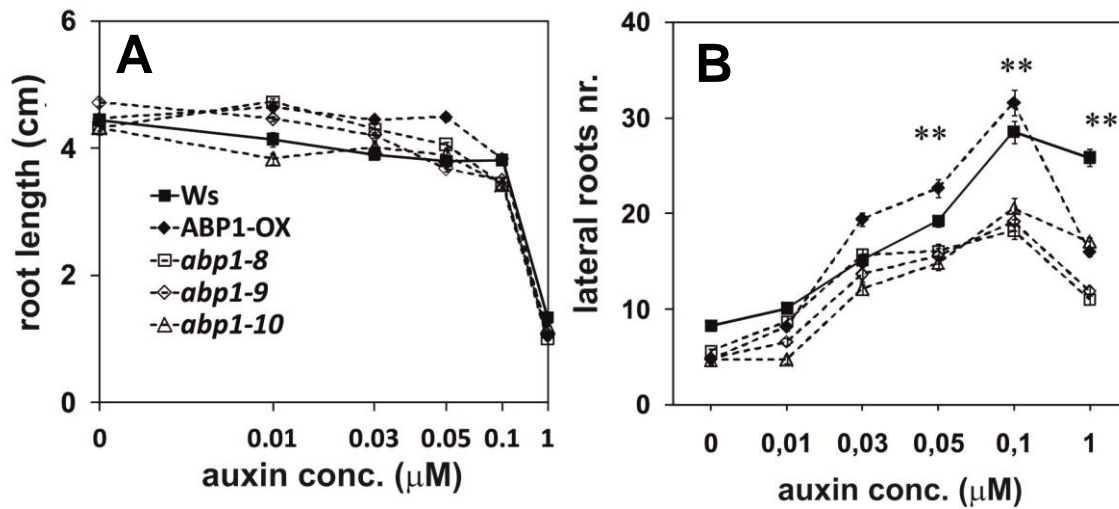 A
root length (cm)
6
4
2
0
Ws
ABP1-OX
abp1-8
abp1-9
abp1-10
0 0.01 0.03 0.05 0.1 1
auxin conc. (μM)
B
lateral roots nr.
40
30
20
10
0
**
**
**
0 0,01 0,03 0,05 0,1 1
auxin conc. (μM)